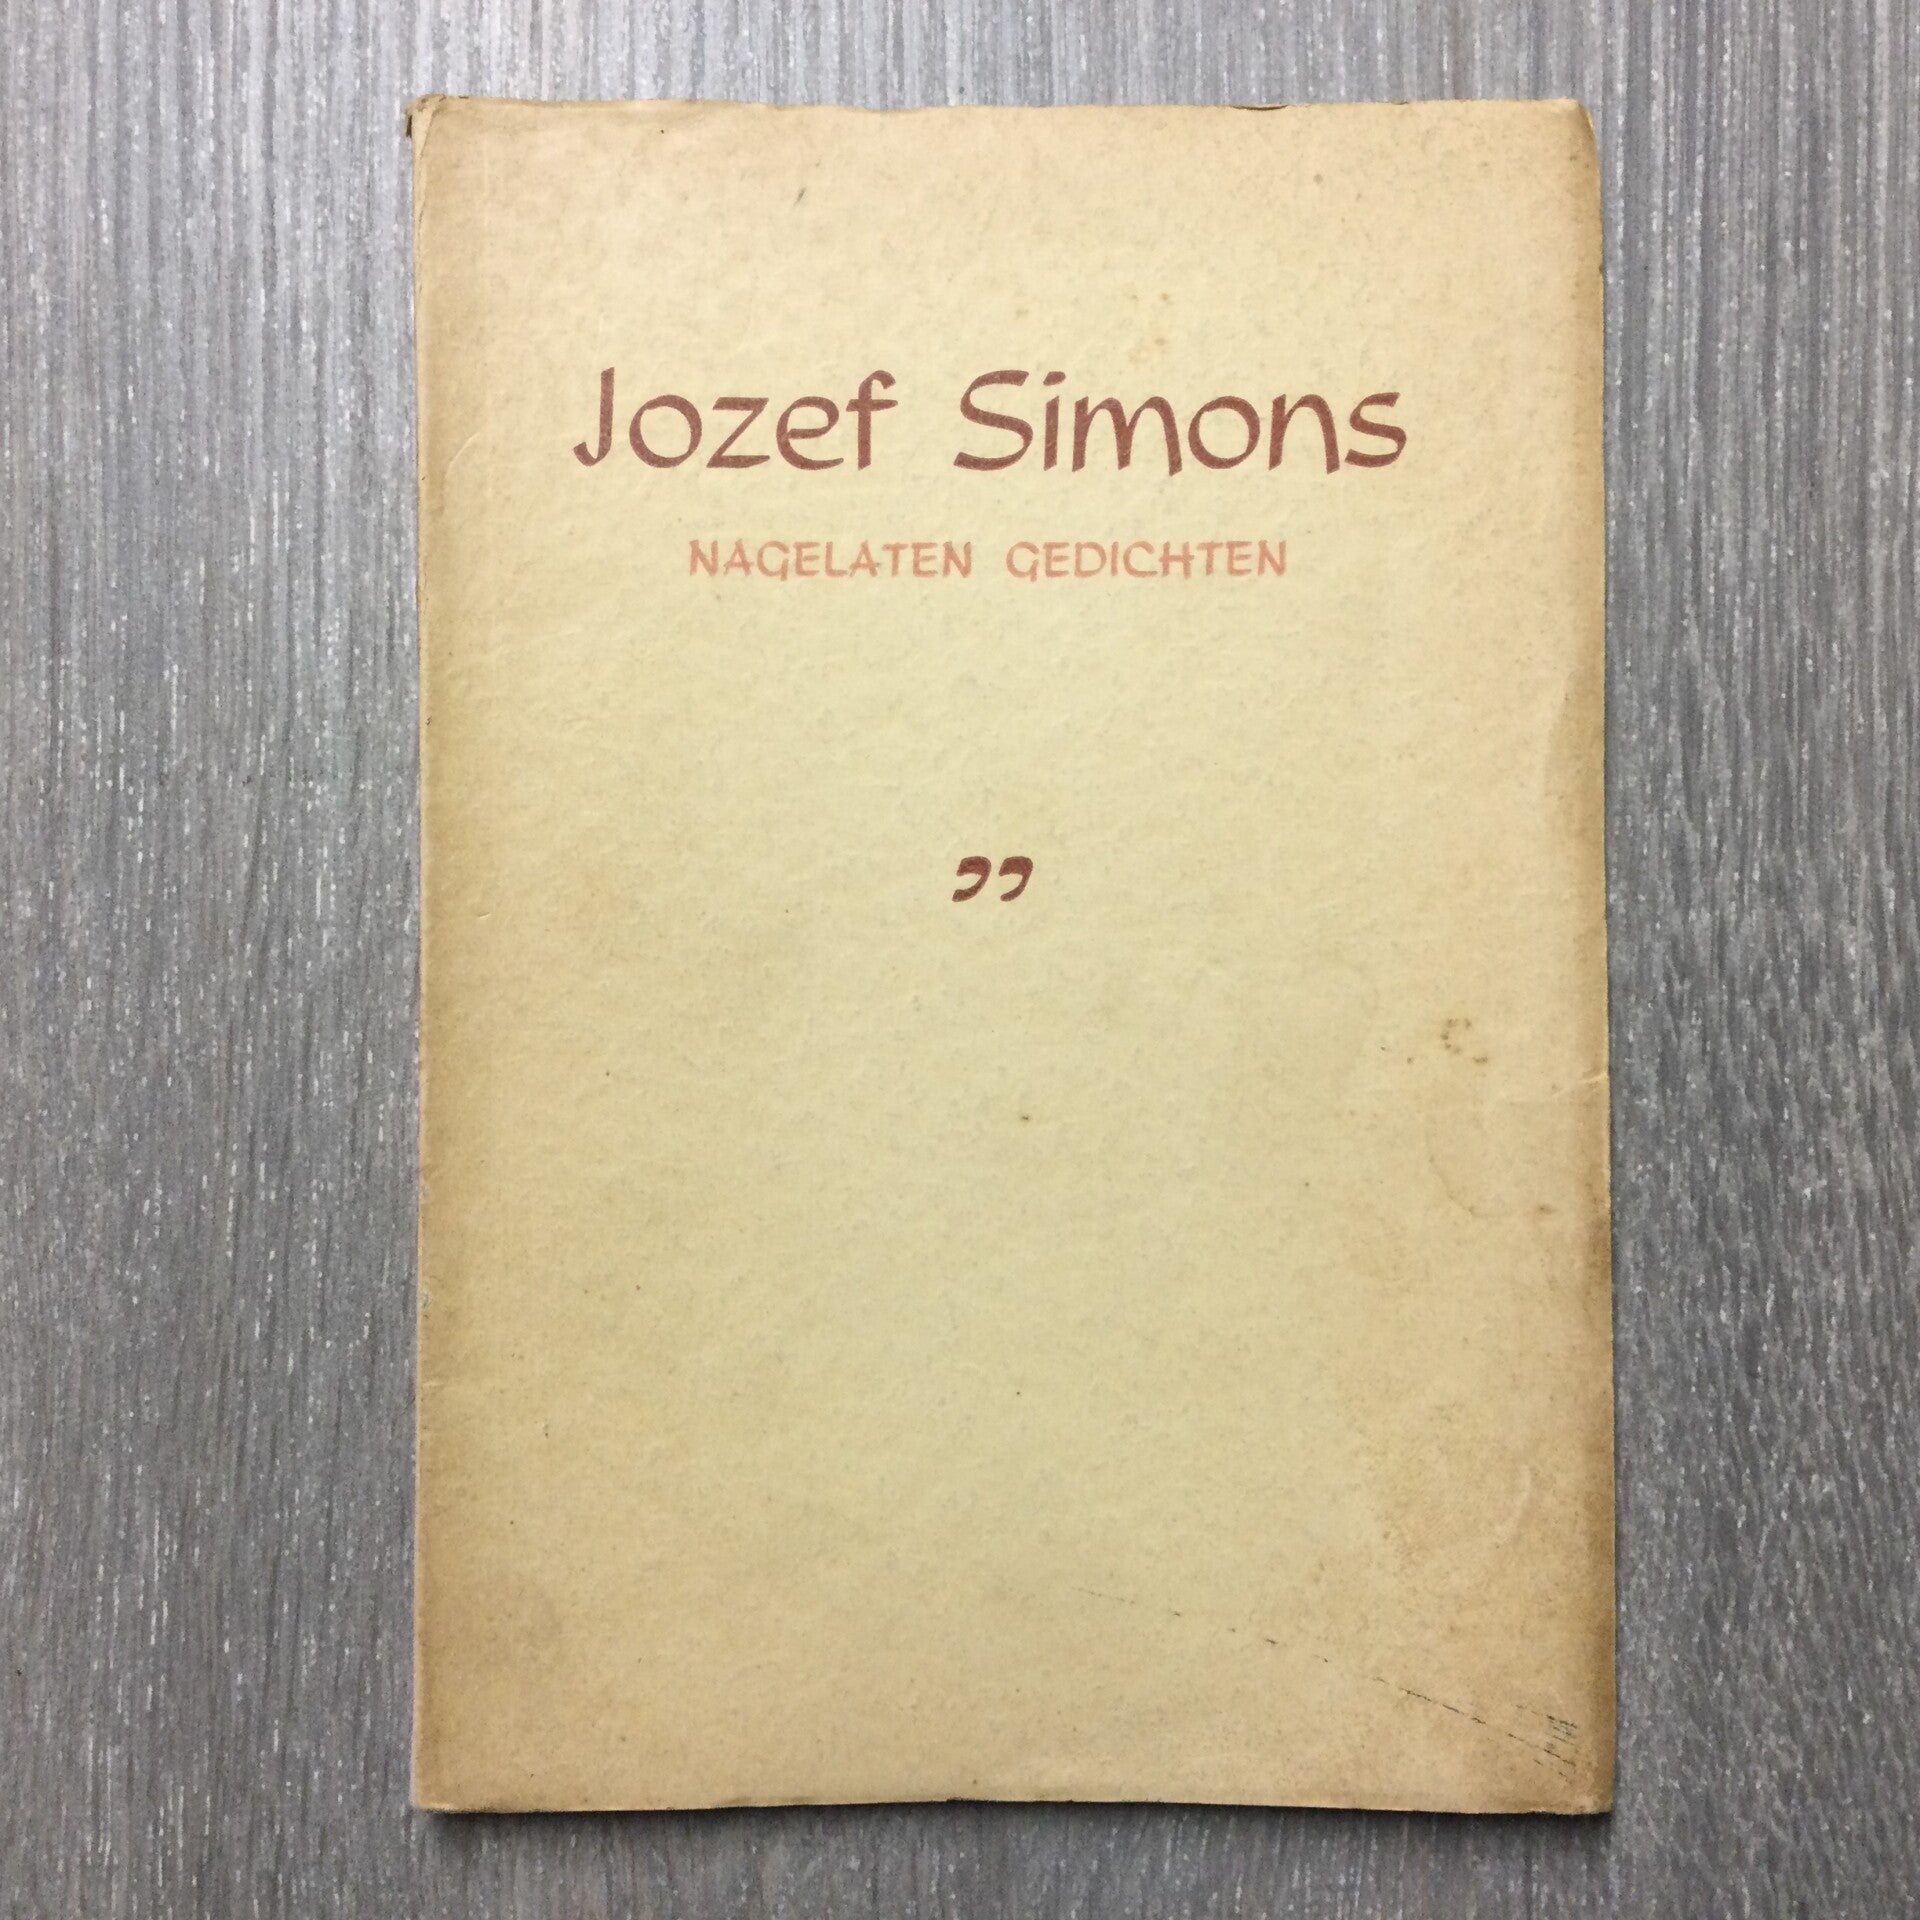 Jozef Simons
NAGELATEN GEDICHTEN
”